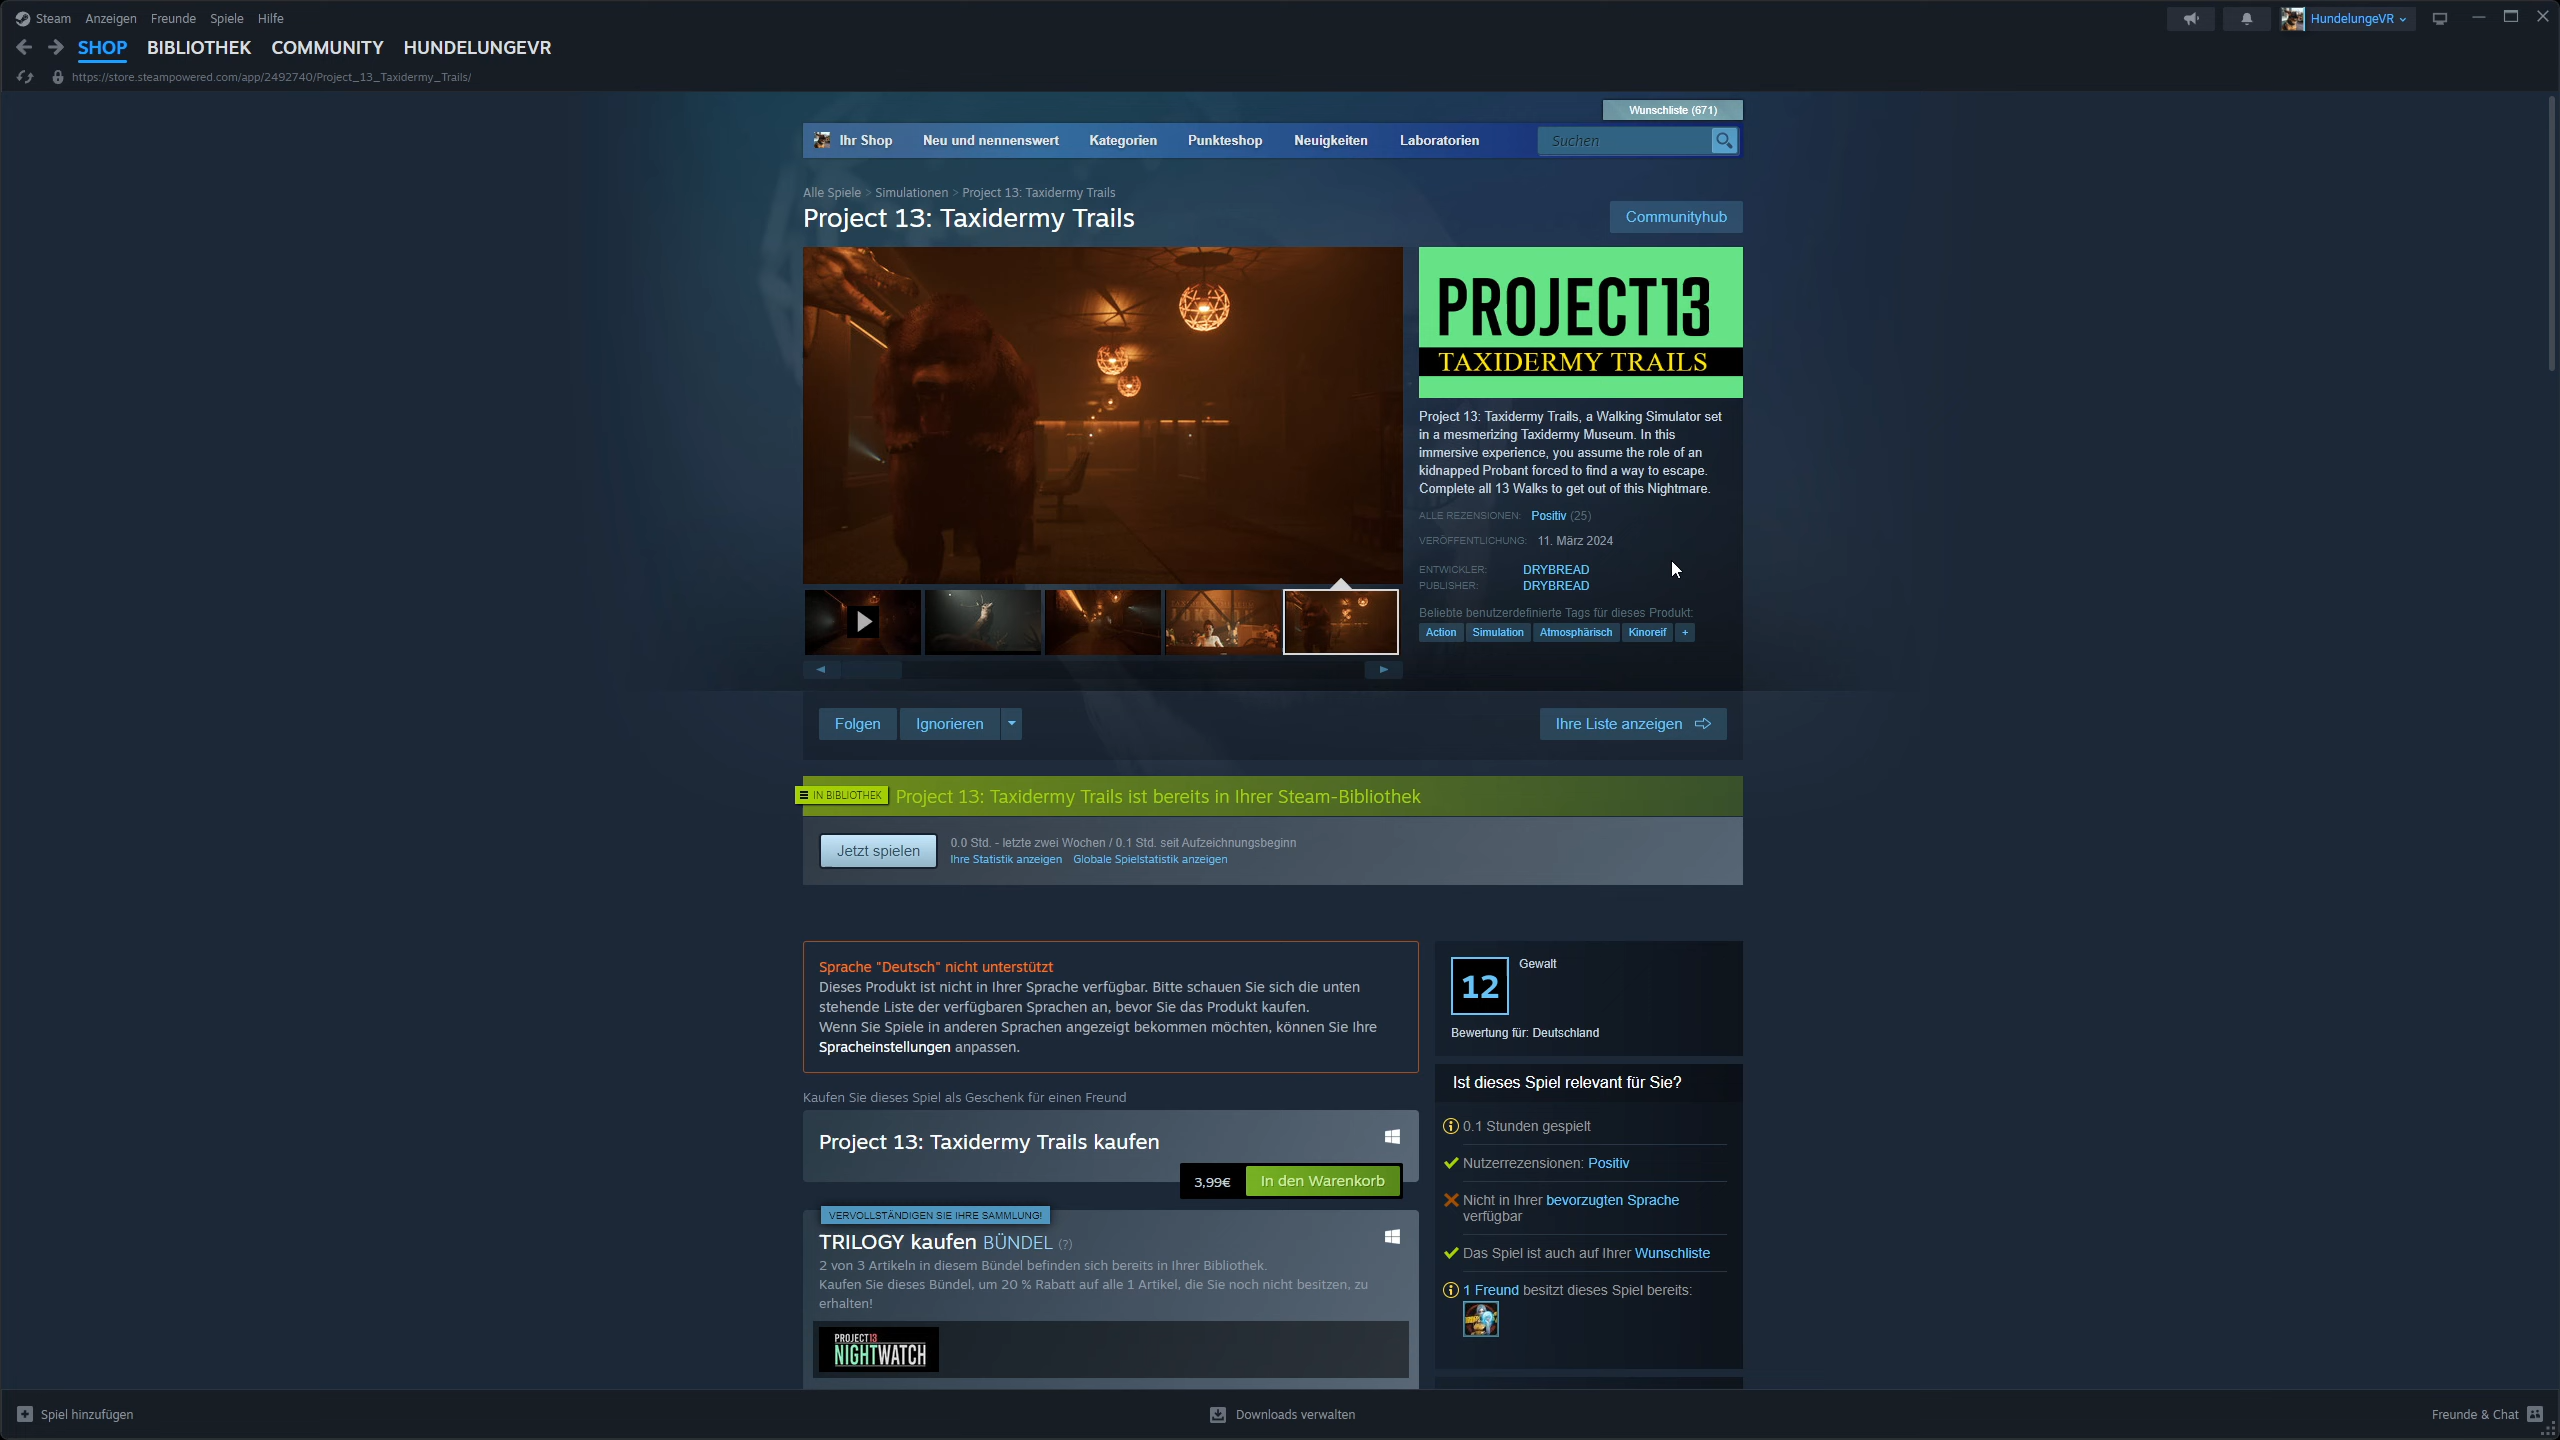 Steam Anzeigen Freunde Spiele Hilfe
HundelungeVR
SHOP BIBLIOTHEK COMMUNITY HUNDELUNGEVR
https://store.steampowered.com/app/2492740/Project_13_Taxidermy_Trails/
Wunschliste (671)
Ihr Shop Neu und nennenswert Kategorien Punkteshop Neuigkeiten Laboratorien Suchen
Alle Spiele > Simulationen > Project 13: Taxidermy Trails
Project 13: Taxidermy Trails
Communityhub
PROJECT13
TAXIDERMY TRAILS
Project 13: Taxidermy Trails, a Walking Simulator set
in a mesmerizing Taxidermy Museum. In this
immersive experience, you assume the role of an
kidnapped Probant forced to find a way to escape.
Complete all 13 Walks to get out of this Nightmare.
ALLE REZENSIONEN: Positiv (25)
VERÖFFENTLICHUNG: 11. März 2024
ENTWICKLER: DRYBREAD
PUBLISHER: DRYBREAD
Beliebte benutzerdefinierte Tags für dieses Produkt:
Action Simulation Atmosphärisch Kinoreif +
Folgen Ignorieren Ihre Liste anzeigen
IN BIBLIOTHEK Project 13: Taxidermy Trails ist bereits in Ihrer Steam-Bibliothek
Jetzt spielen
0.0 Std. - letzte zwei Wochen / 0.1 Std. seit Aufzeichnungsbeginn
Ihre Statistik anzeigen Globale Spielstatistik anzeigen
Sprache "Deutsch" nicht unterstützt
Dieses Produkt ist nicht in Ihrer Sprache verfügbar. Bitte schauen Sie sich die unten
stehende Liste der verfügbaren Sprachen an, bevor Sie das Produkt kaufen.
Wenn Sie Spiele in anderen Sprachen angezeigt bekommen möchten, können Sie Ihre
Spracheinstellungen anpassen.
12
Gewalt
Bewertung für: Deutschland
Ist dieses Spiel relevant für Sie?
0.1 Stunden gespielt
Nutzerrezensionen: Positiv
Nicht in Ihrer bevorzugten Sprache
verfügbar
Das Spiel ist auch auf Ihrer Wunschliste
1 Freund besitzt dieses Spiel bereits:
Kaufen Sie dieses Spiel als Geschenk für einen Freund
Project 13: Taxidermy Trails kaufen
3,99€ In den Warenkorb
VERVOLLSTÄNDIGEN SIE IHRE SAMMLUNG!
TRILOGY kaufen BÜNDEL (?)
2 von 3 Artikeln in diesem Bündel befinden sich bereits in Ihrer Bibliothek.
Kaufen Sie dieses Bündel, um 20 % Rabatt auf alle 1 Artikel, die Sie noch nicht besitzen, zu
erhalten!
PROJECT13
NIGHTWATCH
Spiel hinzufügen
Downloads verwalten
Freunde & Chat